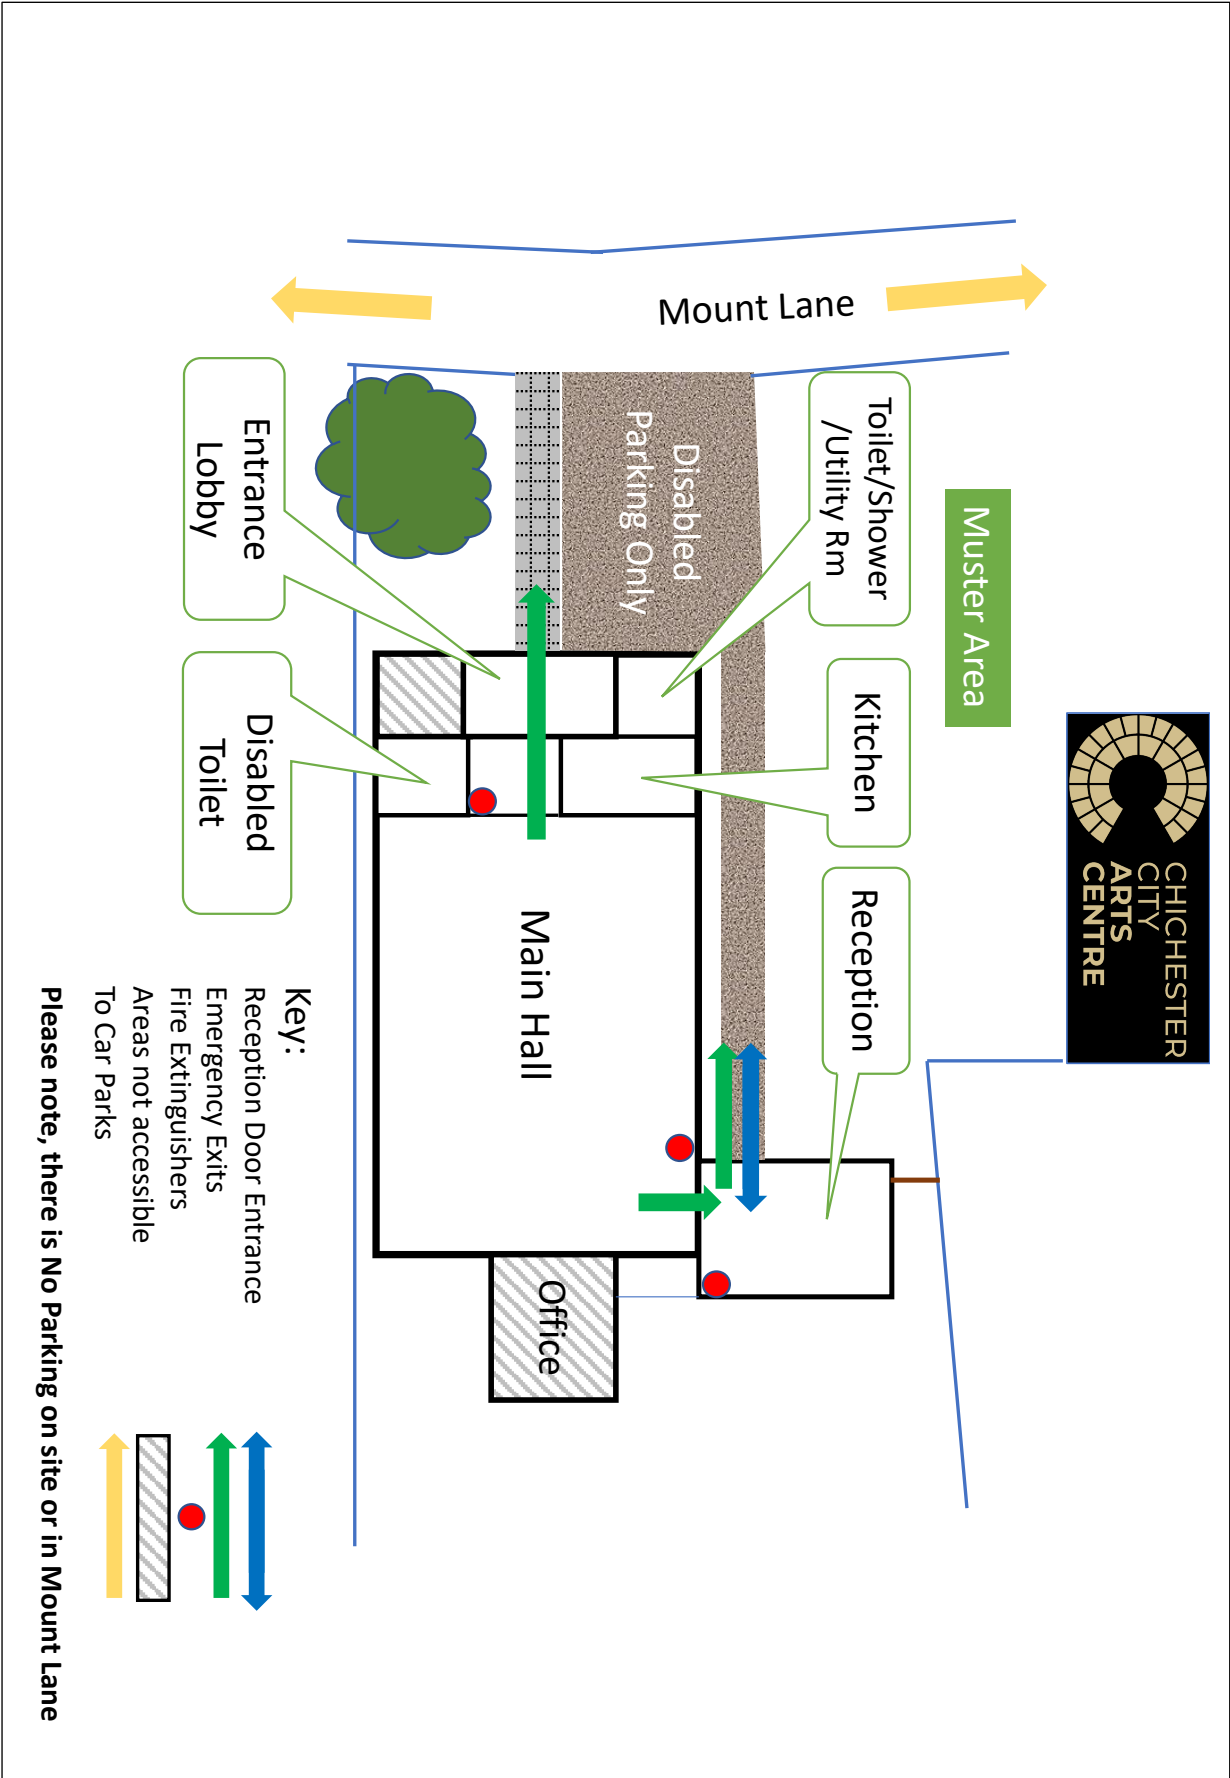 CHICHESTER
CITY
ARTS
CENTRE
Muster Area
Toilet/Shower
/Utility Rm
Kitchen
Reception
Mount Lane
Disabled
Parking Only
Main Hall
Office
Entrance
Lobby
Disabled
Toilet
Key:
Reception Door Entrance
Emergency Exits
Fire Extinguishers
Areas not accessible
To Car Parks
Please note, there is No Parking on site or in Mount Lane